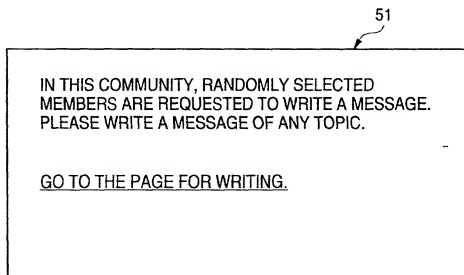 51
IN THIS COMMUNITY, RANDOMLY SELECTED
MEMBERS ARE REQUESTED TO WRITE A MESSAGE.
PLEASE WRITE A MESSAGE OF ANY TOPIC.
GO TO THE PAGE FOR WRITING.